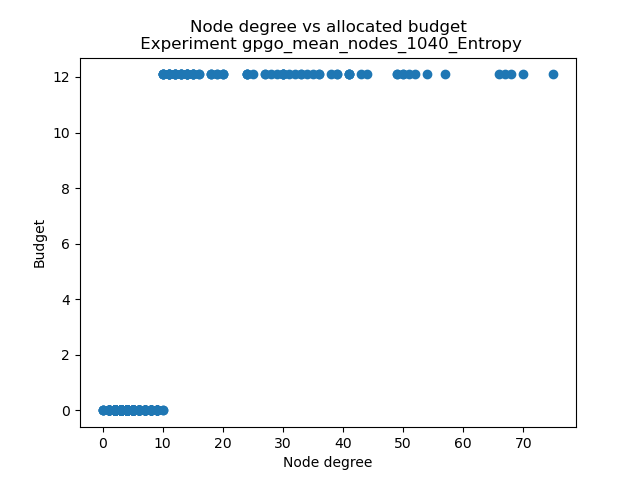 Node degree vs allocated budget
Experiment gpgo_mean_nodes_1040_Entropy
Budget
12
10
8
6
4
2
0
0 10 20 30 40 50 60 70
Node degree